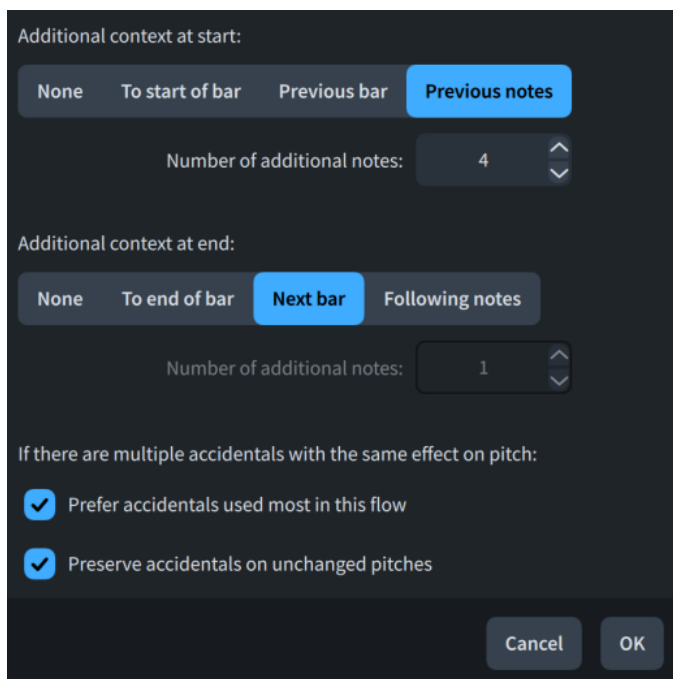 Additional context at start:
None To start of bar Previous bar Previous notes
Number of additional notes: 4
Additional context at end:
None To end of bar Next bar Following notes
Number of additional notes: 1
If there are multiple accidentals with the same effect on pitch:
Prefer accidentals used most in this flow
Preserve accidentals on unchanged pitches
Cancel OK